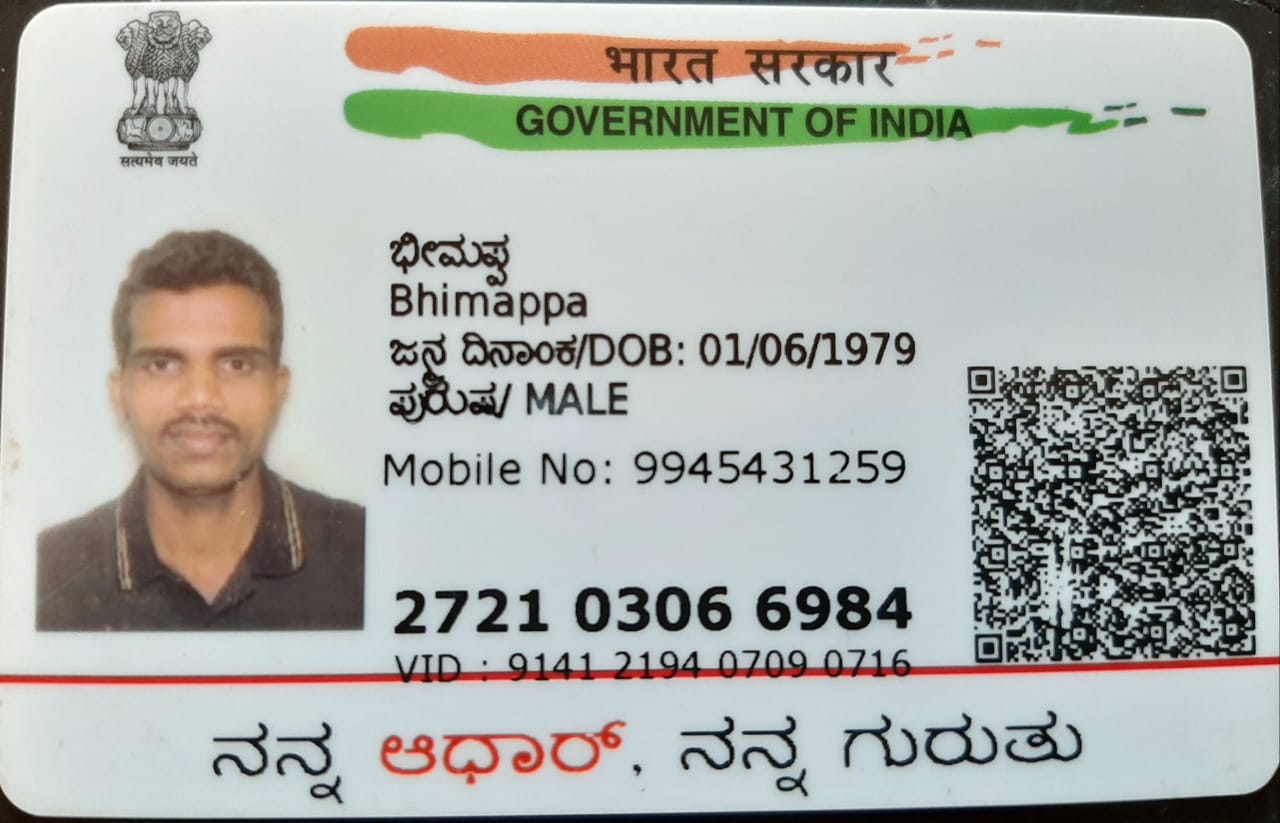 सत्यमेव जयते
भारत सरकार
GOVERNMENT OF INDIA
ಭೀಮಪ್ಪ
Bhimappa
ಜನ್ಮ ದಿನಾಂಕ/DOB: 01/06/1979
ಪುರುಷ/ MALE
Mobile No: 9945431259
2721 0306 6984
VID : 9141 2194 0709 0716
ನನ್ನ ಆಧಾರ್, ನನ್ನ ಗುರುತು